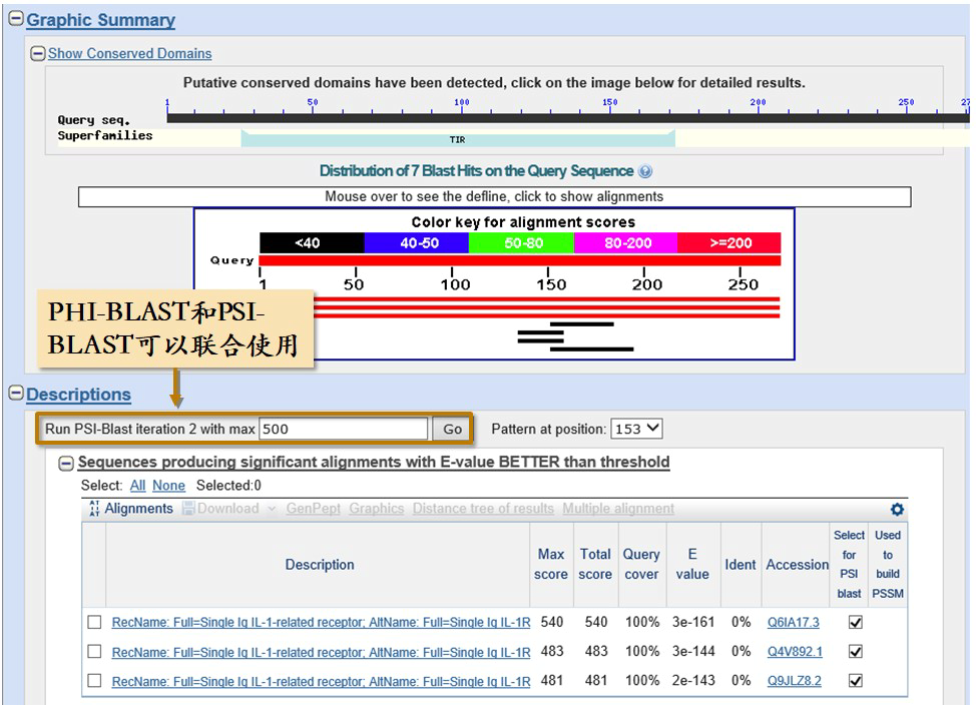 Graphic Summary
Show Conserved Domains
Putative conserved domains have been detected, click on the image below for detailed results.
1 50 100 150 200 250 27
Query seq.
Superfamilies
TIR
Distribution of 7 Blast Hits on the Query Sequence
Mouse over to see the defline, click to show alignments
Color key for alignment scores
<40 40-50 50-80 80-200 >=200
Query
1 50 100 150 200 250
PHI-BLAST和PSI-
BLAST可以联合使用
Descriptions
Run PSI-Blast iteration 2 with max 500 Go Pattern at position: 153
Sequences producing significant alignments with E-value BETTER than threshold
Select: All None Selected:0
Alignments Download GenPept Graphics Distance tree of results Multiple alignment
Description Max score Total score Query cover E value Ident Accession Select for PSI blast Used to build PSSM
RecName: Full=Single Ig IL-1-related receptor; AltName: Full=Single Ig IL-1R 540 540 100% 3e-161 0% Q6IA17.3
RecName: Full=Single Ig IL-1-related receptor; AltName: Full=Single Ig IL-1R 483 483 100% 3e-144 0% Q4V892.1
RecName: Full=Single Ig IL-1-related receptor; AltName: Full=Single Ig IL-1R 481 481 100% 2e-143 0% Q9JLZ8.2